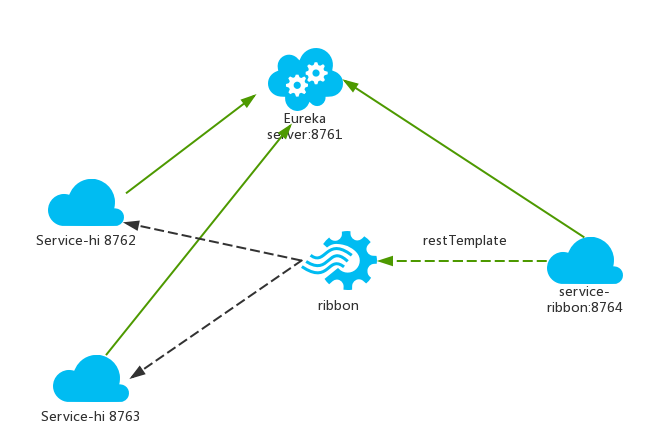 Eureka
server:8761
Service-hi 8762
restTemplate
service-
ribbon:8764
ribbon
Service-hi 8763